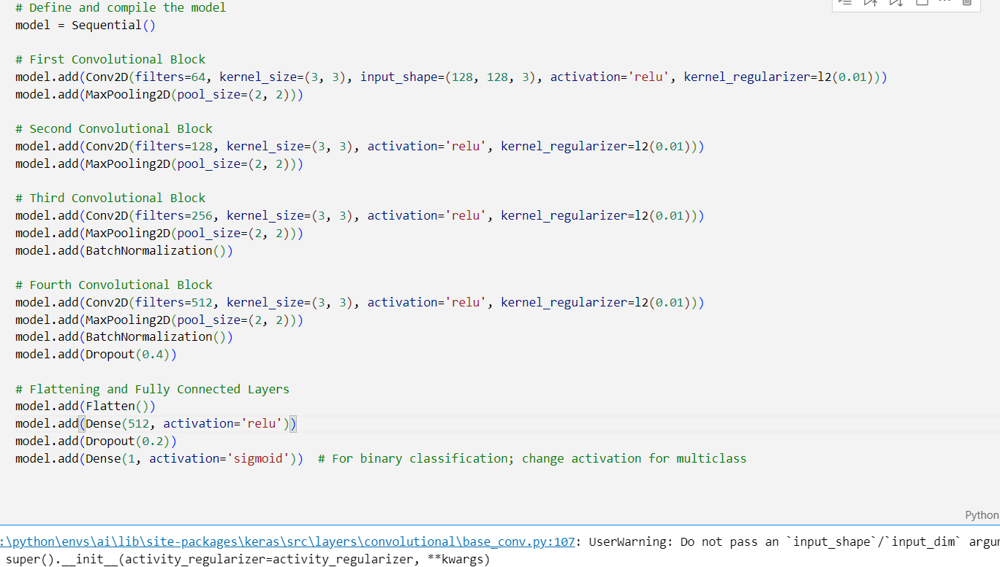 # Define and compile the model
model = Sequential()
# First Convolutional Block
model.add(Conv2D(filters=64, kernel_size=(3, 3), input_shape=(128, 128, 3), activation='relu', kernel_regularizer=l2(0.01)))
model.add(MaxPooling2D(pool_size=(2, 2)))
# Second Convolutional Block
model.add(Conv2D(filters=128, kernel_size=(3, 3), activation='relu', kernel_regularizer=l2(0.01)))
model.add(MaxPooling2D(pool_size=(2, 2)))
# Third Convolutional Block
model.add(Conv2D(filters=256, kernel_size=(3, 3), activation='relu', kernel_regularizer=l2(0.01)))
model.add(MaxPooling2D(pool_size=(2, 2)))
model.add(BatchNormalization())
# Fourth Convolutional Block
model.add(Conv2D(filters=512, kernel_size=(3, 3), activation='relu', kernel_regularizer=l2(0.01)))
model.add(MaxPooling2D(pool_size=(2, 2)))
model.add(BatchNormalization())
model.add(Dropout(0.4))
# Flattening and Fully Connected Layers
model.add(Flatten())
model.add(Dense(512, activation='relu'))
model.add(Dropout(0.2))
model.add(Dense(1, activation='sigmoid'))  # For binary classification; change activation for multiclass
Python
:\python\envs\ai\lib\site-packages\keras\src\layers\convolutional\base_conv.py:107: UserWarning: Do not pass an `input_shape`/`input_dim` argu
super().__init__(activity_regularizer=activity_regularizer, **kwargs)